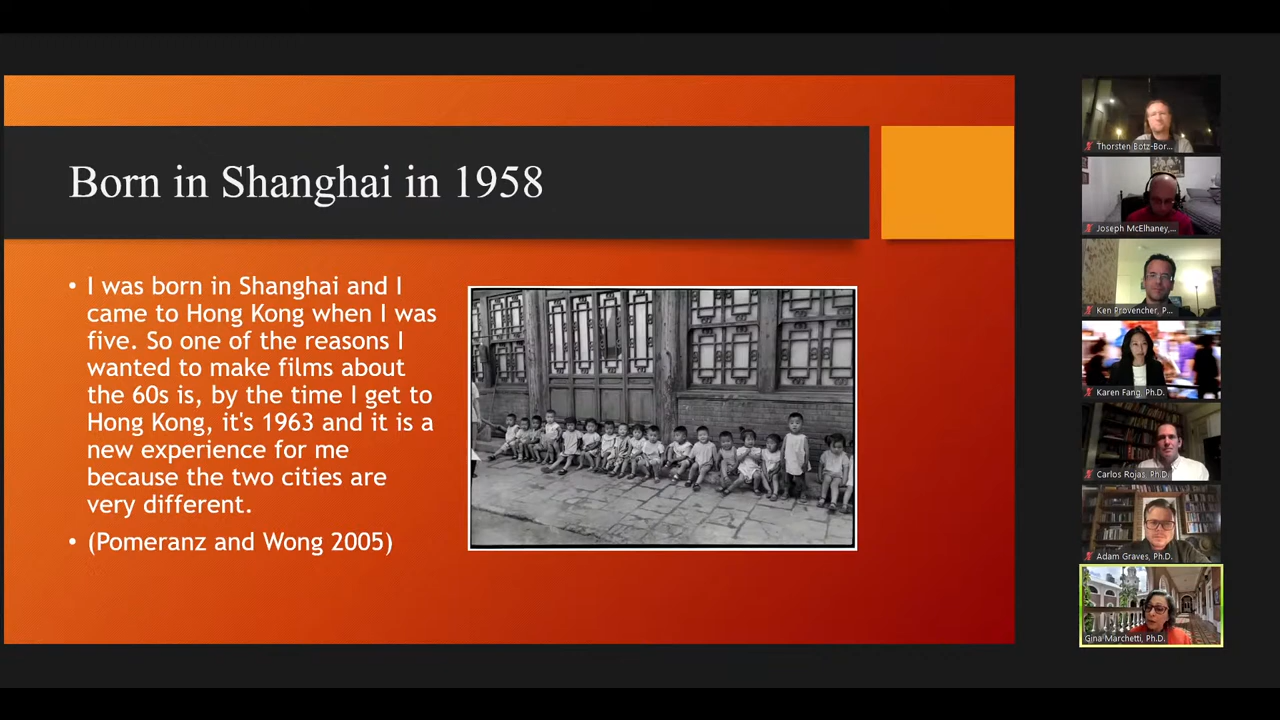 Born in Shanghai in 1958
• I was born in Shanghai and I
came to Hong Kong when I was
five. So one of the reasons I
wanted to make films about
the 60s is, by the time I get to
Hong Kong, it's 1963 and it is a
new experience for me
because the two cities are
very different.
• (Pomeranz and Wong 2005)
Thorsten Botz-Bor...
Joseph McElhaney,...
Ken Provencher, P...
Karen Fang, Ph.D.
Carlos Rojas, Ph.D.
Adam Graves, Ph.D.
Gina Marchetti, Ph.D.